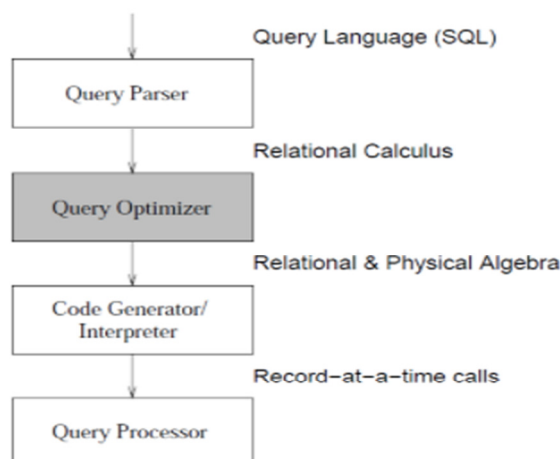 Query Language (SQL)
Query Parser
Relational Calculus
Query Optimizer
Relational & Physical Algebra
Code Generator/
Interpreter
Record-at-a-time calls
Query Processor